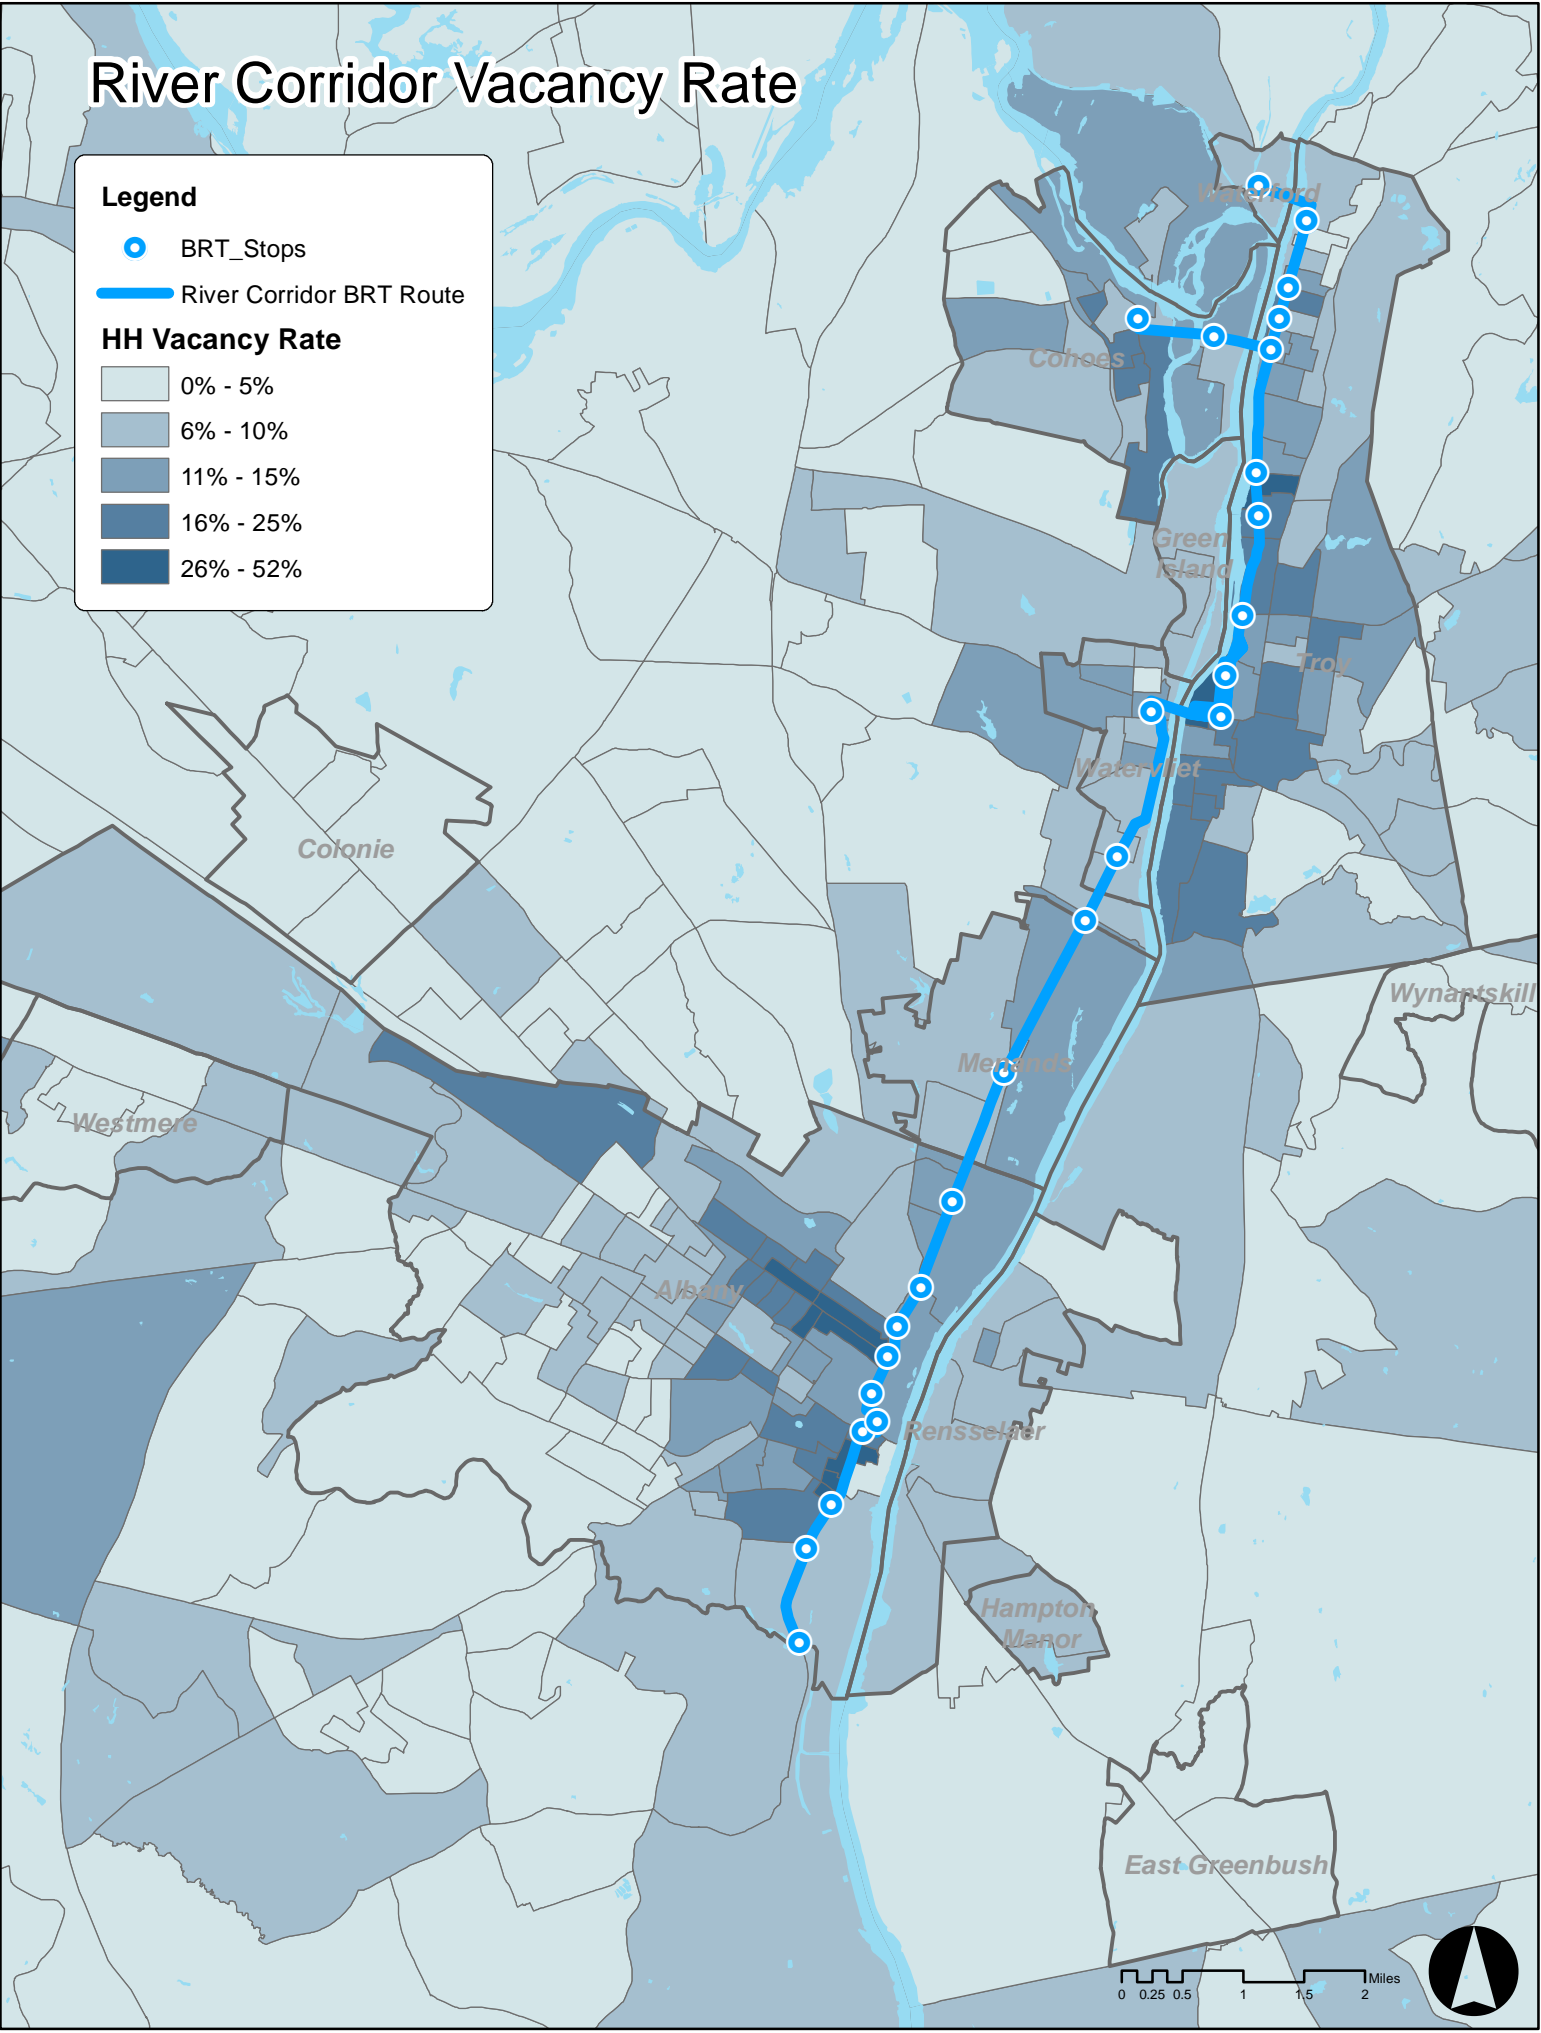 River Corridor Vacancy Rate
Legend
BRT_Stops
River Corridor BRT Route
HH Vacancy Rate
0% - 5%
6% - 10%
11% - 15%
16% - 25%
26% - 52%
Waterford
Cohoes
Green
Island
Troy
Watervliet
Colonie
Wynantskill
Menands
Westmere
Albany
Rensselaer
Hampton
Manor
East Greenbush
Miles
0 0.25 0.5 1 1.5 2